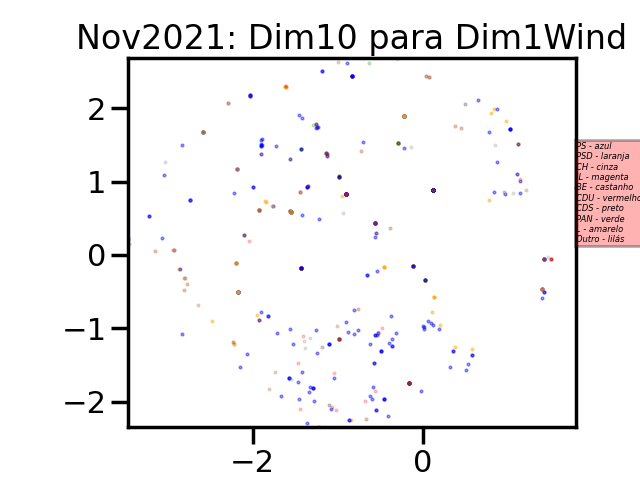 Nov2021: Dim10 para Dim1Wind
2
1
0
−1
−2
−2
0
PS - azul
PSD - laranja
CH - cinza
IL - magenta
BE - castanho
CDU - vermelho
CDS - preto
PAN - verde
L - amarelo
Outro - lilás